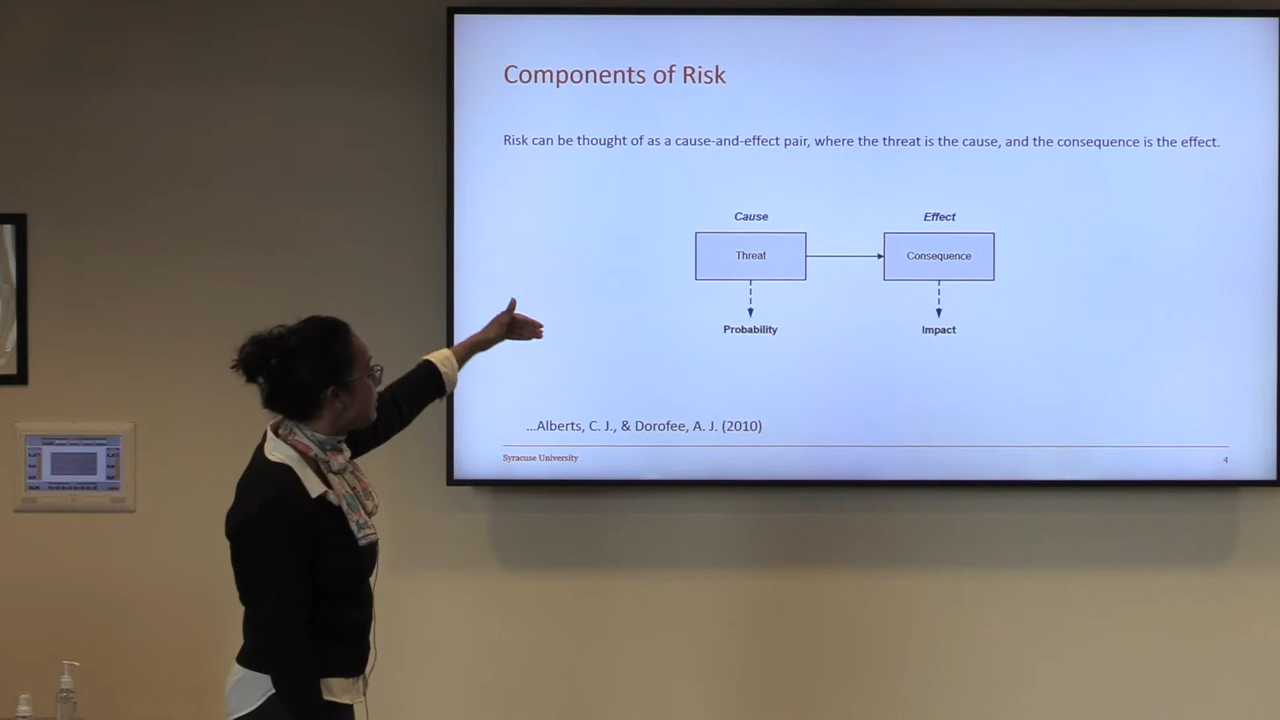 Components of Risk
Risk can be thought of as a cause-and-effect pair, where the threat is the cause, and the consequence is the effect.
Cause
Effect
Threat
Consequence
Probability
Impact
...Alberts, C. J., & Dorofee, A. J. (2010)
Syracuse University
4